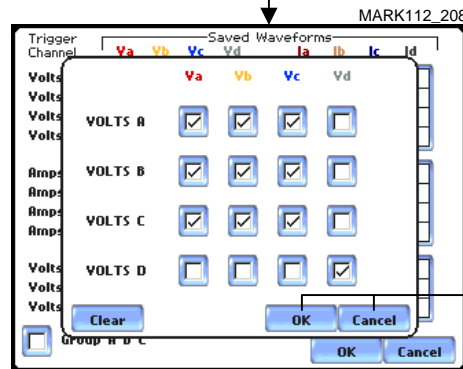 MARK112_208
Trigger Saved Waveforms
Channel Va Vb Vc Vd Ia Ib Ic Id
Va Vb Vc Vd
Volts
Volts
Volts VOLTS A
Volts
Amps VOLTS B
Amps
Amps VOLTS C
Amps
Volts VOLTS D
Volts
Volts
Clear OK Cancel
Group A B C
OK Cancel